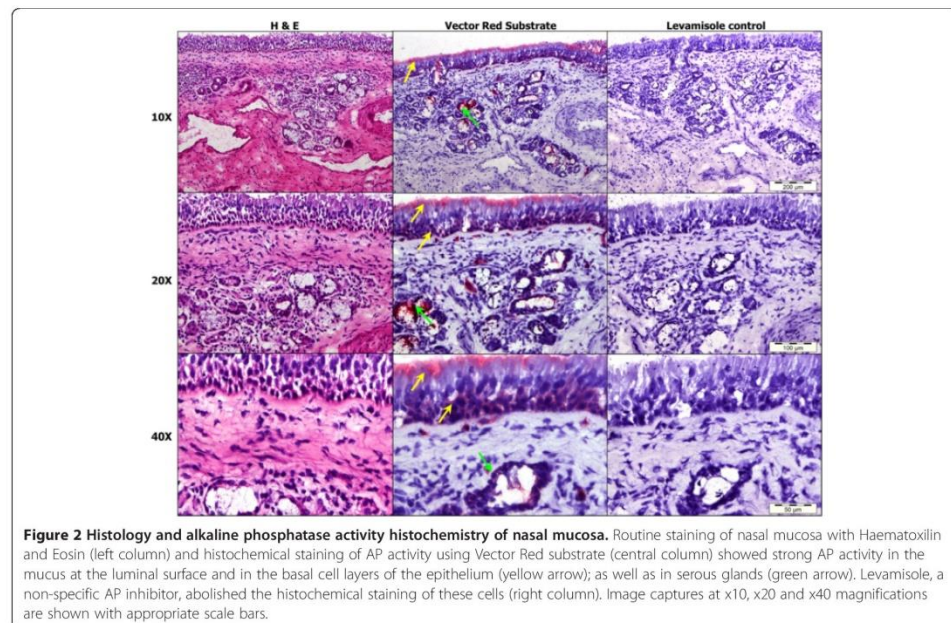 H & E Vector Red Substrate Levamisole control
10X
200 µm
20X
100 µm
40X
50 µm
Figure 2 Histology and alkaline phosphatase activity histochemistry of nasal mucosa. Routine staining of nasal mucosa with Haematoxilin
and Eosin (left column) and histochemical staining of AP activity using Vector Red substrate (central column) showed strong AP activity in the
mucus at the luminal surface and in the basal cell layers of the epithelium (yellow arrow); as well as in serous glands (green arrow). Levamisole, a
non-specific AP inhibitor, abolished the histochemical staining of these cells (right column). Image captures at x10, x20 and x40 magnifications
are shown with appropriate scale bars.